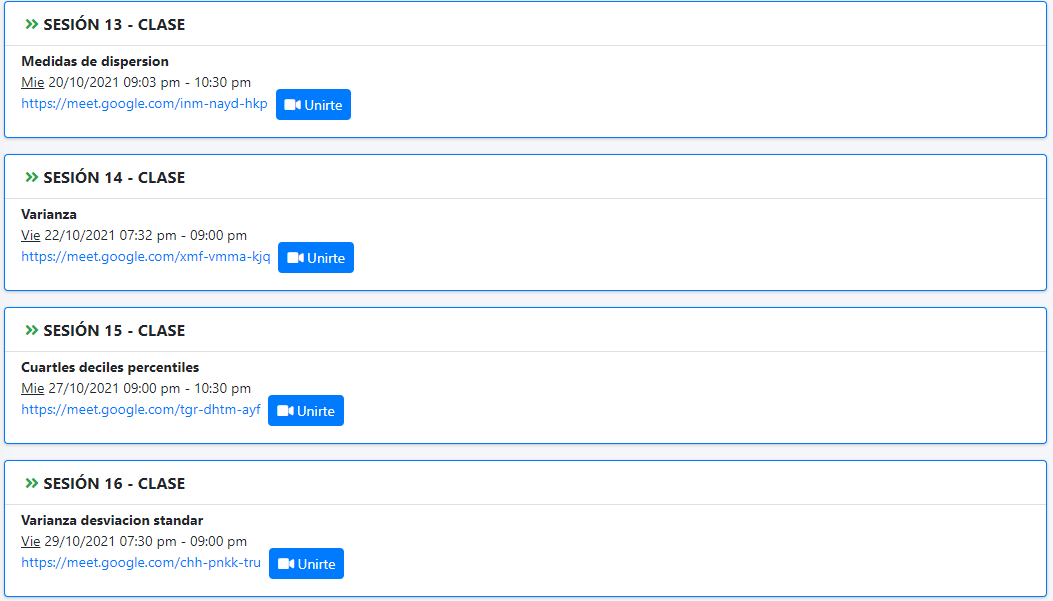 SESIÓN 13 - CLASE
Medidas de dispersion
Mie 20/10/2021 09:03 pm - 10:30 pm
https://meet.google.com/inm-nayd-hkp Unirte
SESIÓN 14 - CLASE
Varianza
Vie 22/10/2021 07:32 pm - 09:00 pm
https://meet.google.com/xmf-vmma-kjq Unirte
SESIÓN 15 - CLASE
Cuartles deciles percentiles
Mie 27/10/2021 09:00 pm - 10:30 pm
https://meet.google.com/tgr-dhtm-ayf Unirte
SESIÓN 16 - CLASE
Varianza desviacion standar
Vie 29/10/2021 07:30 pm - 09:00 pm
https://meet.google.com/chh-pnkk-tru Unirte